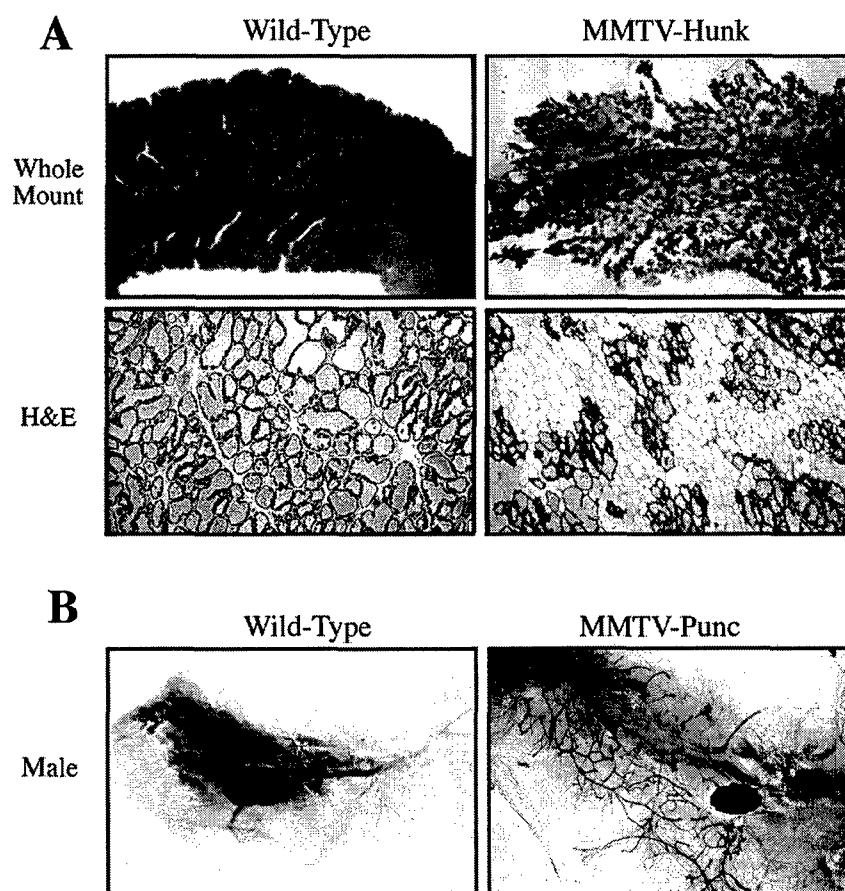 A
Wild-Type
MMTV-Hunk
Whole
Mount
H&E
B
Wild-Type
MMTV-Punc
Male